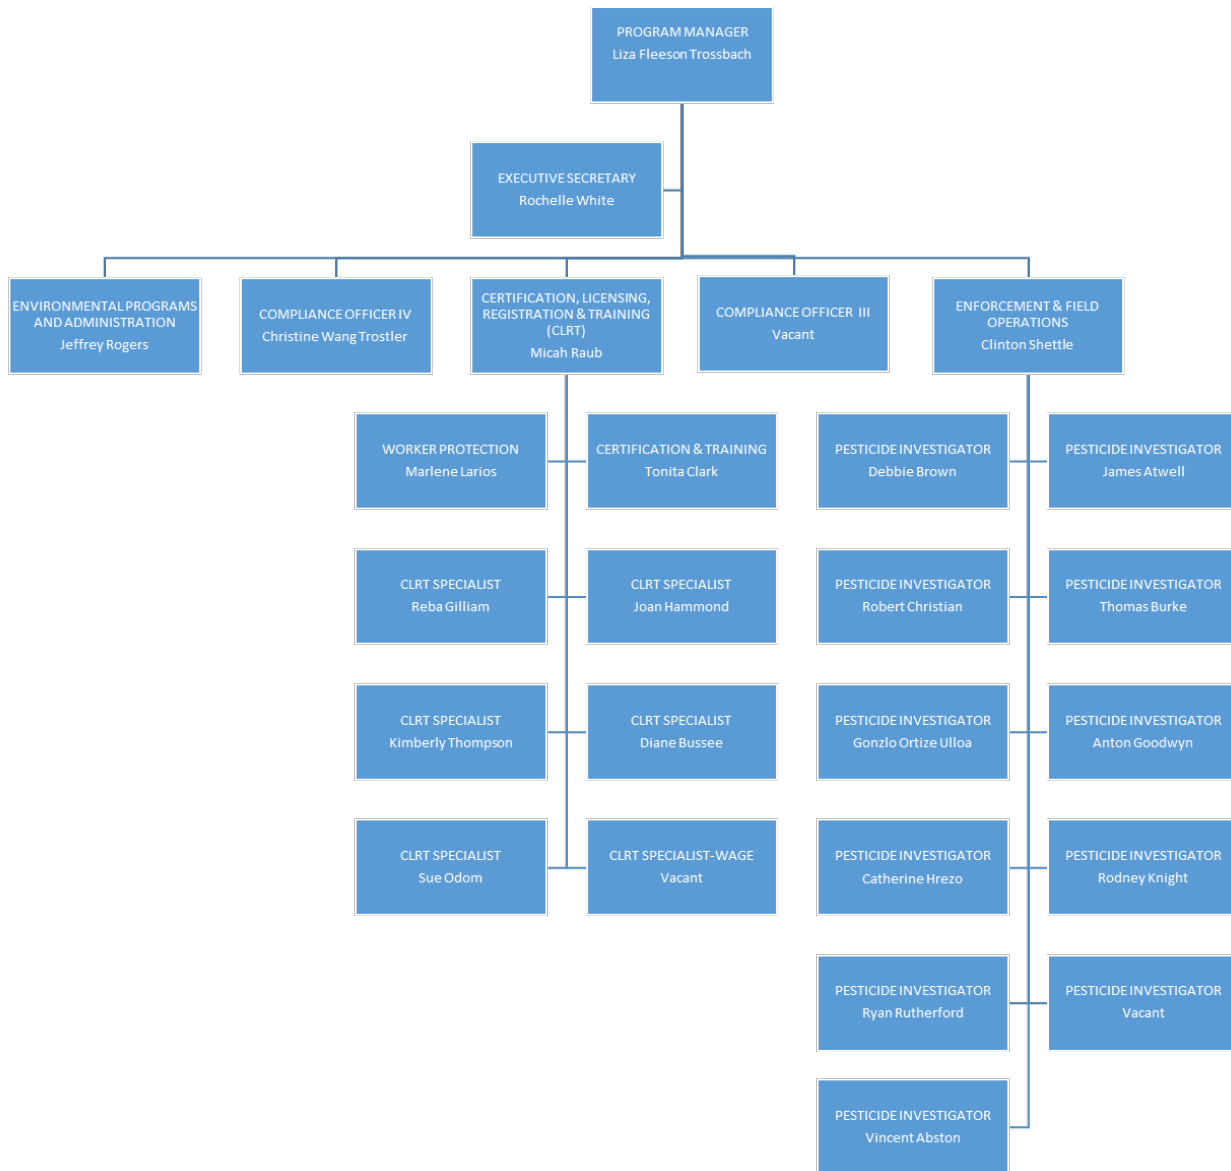 PROGRAM MANAGER
Liza Fleeson Trossbach
EXECUTIVE SECRETARY
Rochelle White
ENVIRONMENTAL PROGRAMS
AND ADMINISTRATION
Jeffrey Rogers
COMPLIANCE OFFICER IV
Christine Wang Trostler
CERTIFICATION, LICENSING,
REGISTRATION & TRAINING
(CLRT)
Micah Raub
COMPLIANCE OFFICER III
Vacant
ENFORCEMENT & FIELD
OPERATIONS
Clinton Shettle
WORKER PROTECTION
Marlene Larios
CERTIFICATION & TRAINING
Tonita Clark
PESTICIDE INVESTIGATOR
Debbie Brown
PESTICIDE INVESTIGATOR
James Atwell
CLRT SPECIALIST
Reba Gilliam
CLRT SPECIALIST
Joan Hammond
PESTICIDE INVESTIGATOR
Robert Christian
PESTICIDE INVESTIGATOR
Thomas Burke
CLRT SPECIALIST
Kimberly Thompson
CLRT SPECIALIST
Diane Bussee
PESTICIDE INVESTIGATOR
Gonzlo Ortize Ulloa
PESTICIDE INVESTIGATOR
Anton Goodwyn
CLRT SPECIALIST
Sue Odom
CLRT SPECIALIST-WAGE
Vacant
PESTICIDE INVESTIGATOR
Catherine Hrezo
PESTICIDE INVESTIGATOR
Rodney Knight
PESTICIDE INVESTIGATOR
Ryan Rutherford
PESTICIDE INVESTIGATOR
Vacant
PESTICIDE INVESTIGATOR
Vincent Abston